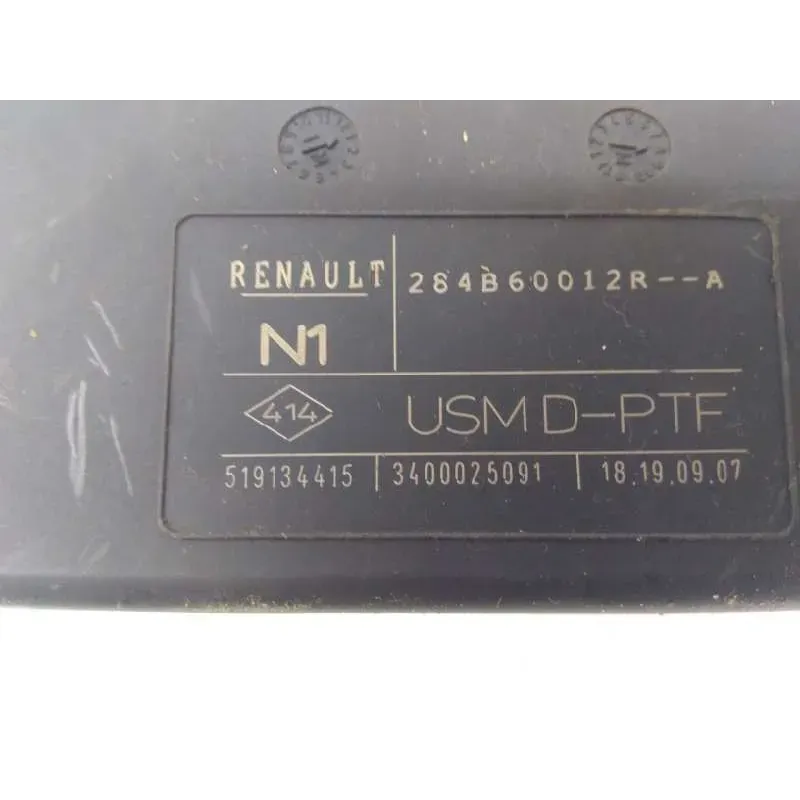 RENAULT
284B60012R--A
N1
414
USM D-PTF
519134415
3400025091
18.19.09.07